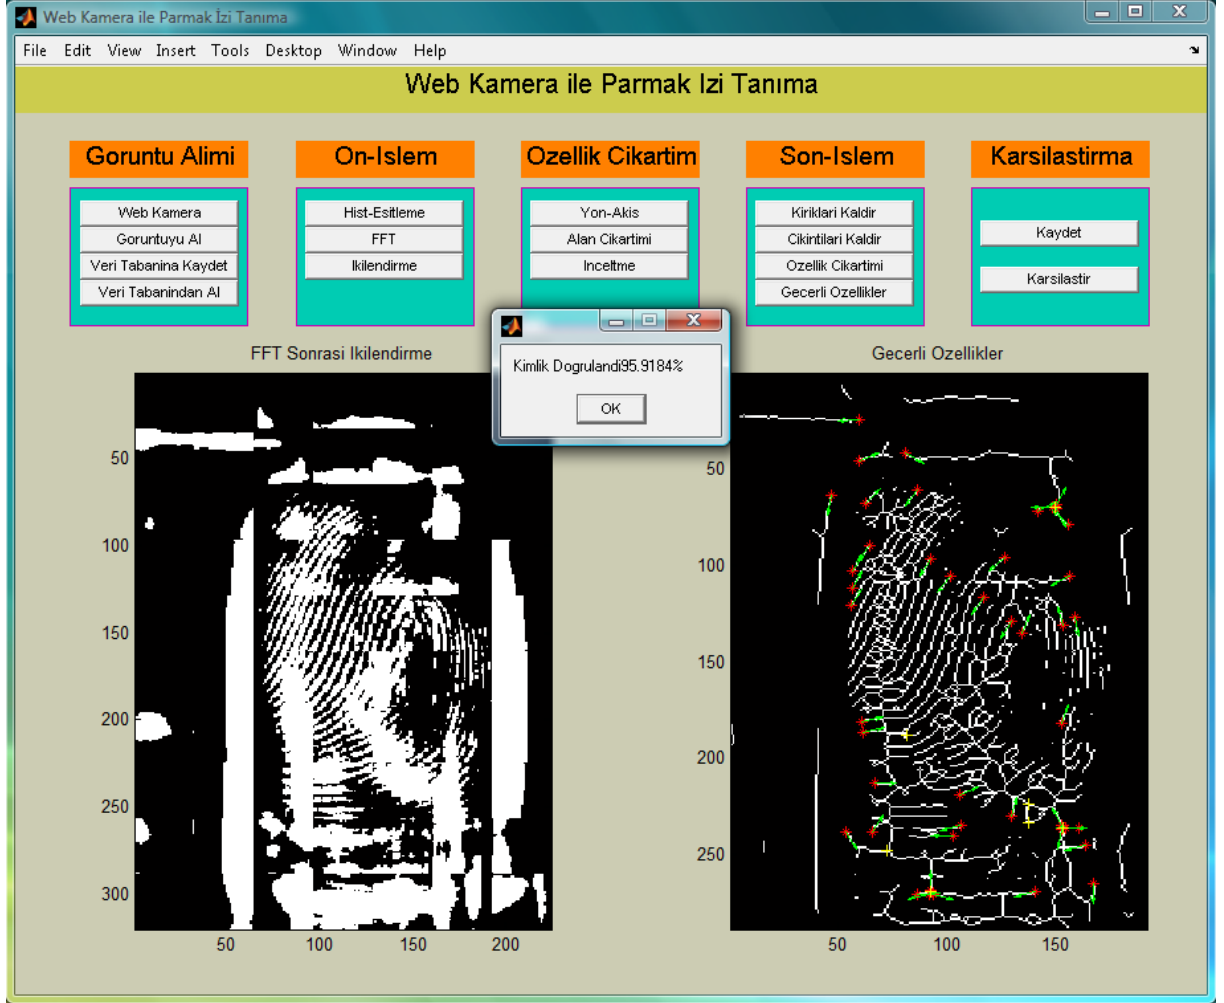 Web Kamera ile Parmak İzi Tanıma
File Edit View Insert Tools Desktop Window Help
Web Kamera ile Parmak Izi Tanıma
Goruntu Alimi
Web Kamera
Goruntuyu Al
Veri Tabanina Kaydet
Veri Tabanindan Al
On-Islem
Hist-Esitleme
FFT
Ikilendirme
Ozellik Cikartim
Yon-Akis
Alan Cikartimi
Inceltme
Son-Islem
Kiriklari Kaldir
Cikintilari Kaldir
Ozellik Cikartimi
Gecerli Ozellikler
Karsilastirma
Kaydet
Karsilastir
Kimlik Dogrulandi95.9184%
OK
FFT Sonrasi Ikilendirme
50
100
150
200
250
300
50 100 150 200
Gecerli Ozellikler
50
100
150
200
250
50 100 150